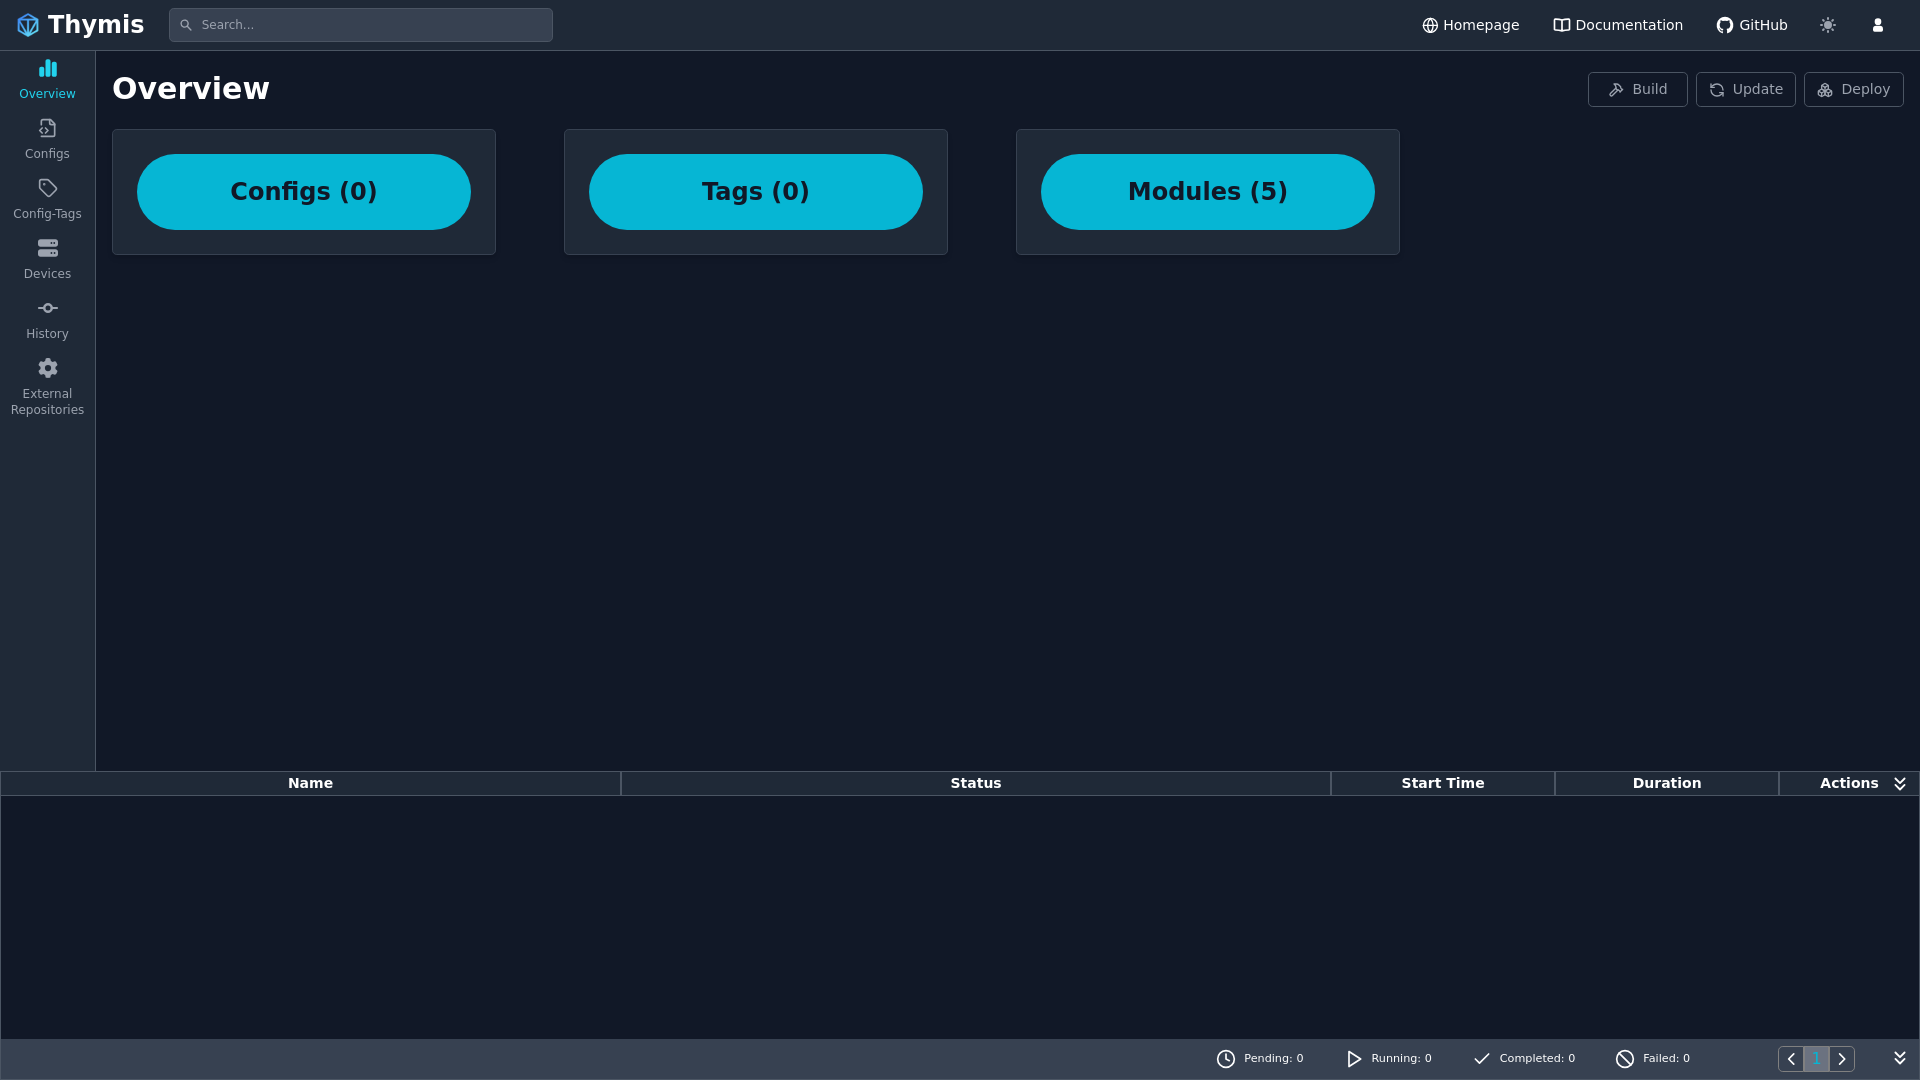 Thymis
Search...
Homepage
Documentation
GitHub
Overview
Configs
Config-Tags
Devices
History
External
Repositories
Overview
Build
Update
Deploy
Configs (0)
Tags (0)
Modules (5)
Name
Status
Start Time
Duration
Actions
Pending: 0
Running: 0
Completed: 0
Failed: 0
1